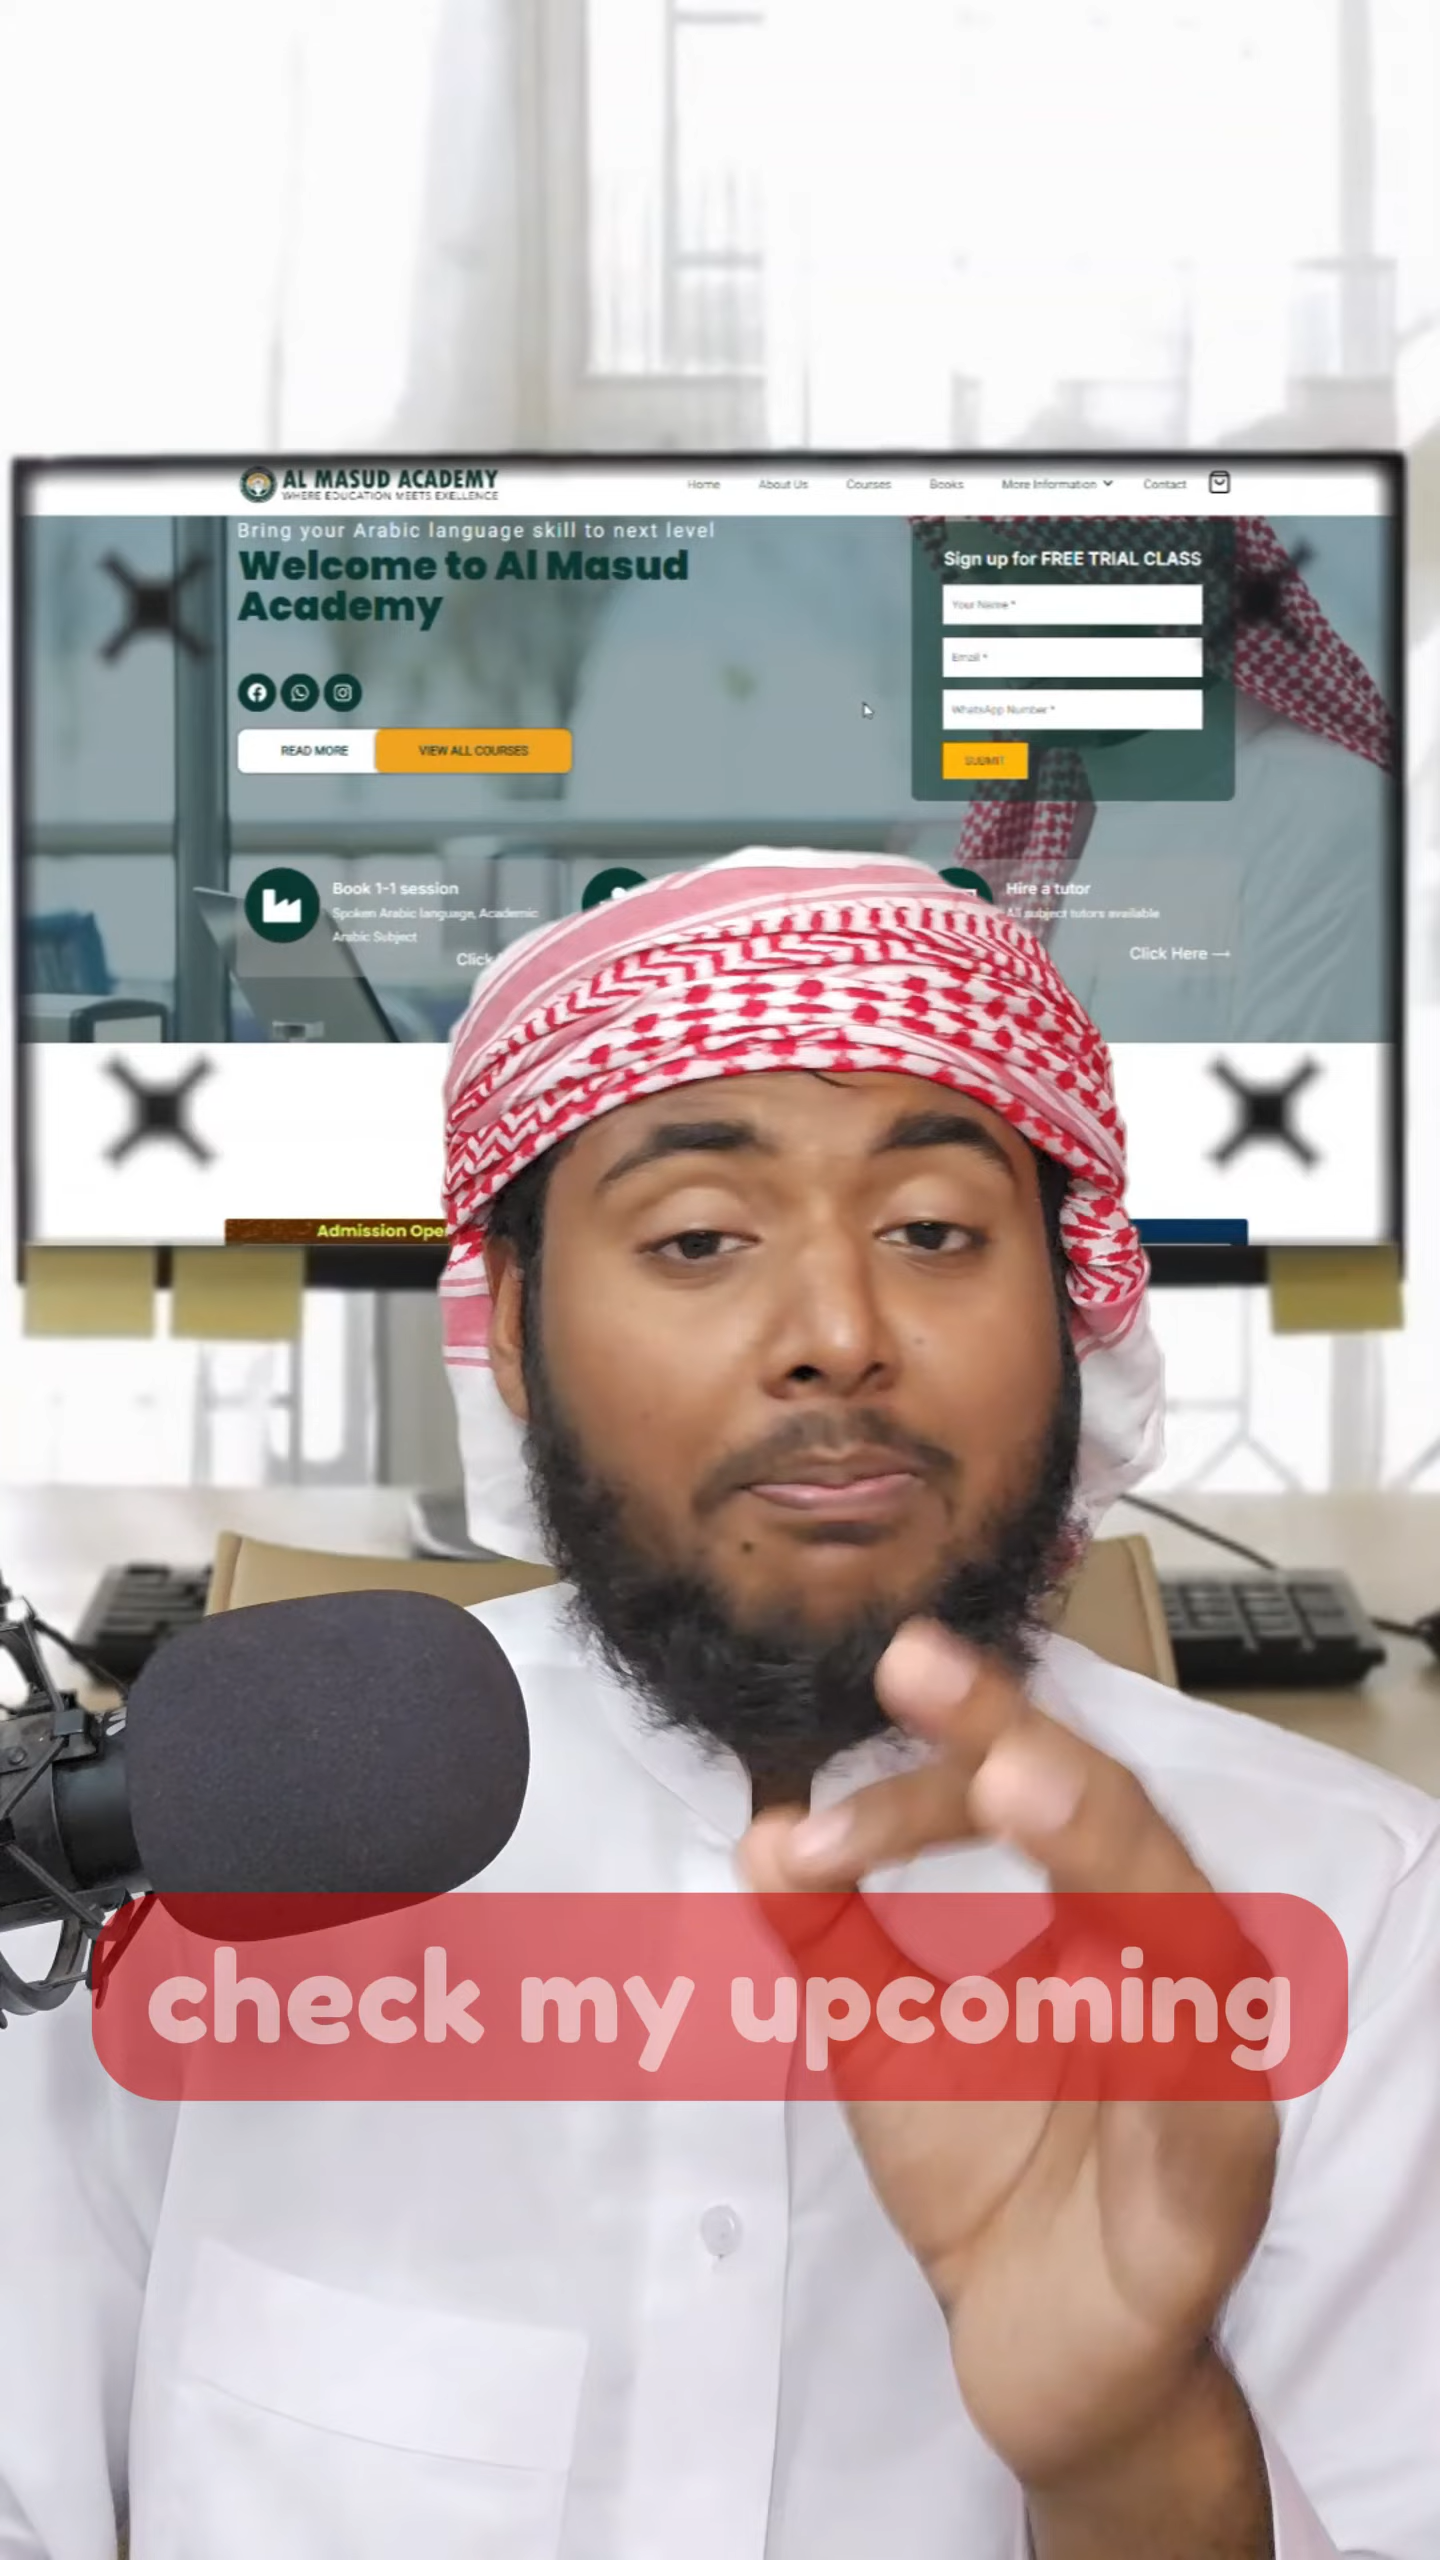 AL MASUD ACADEMY
WHERE EDUCATION MEETS EXELLENCE
Home
About Us
Courses
Books
More Information
Contact
Bring your Arabic language skill to next level
Welcome to Al Masud
Academy
READ MORE
VIEW ALL COURSES
Sign up for FREE TRIAL CLASS
Your Name *
Email *
WhatsApp Number *
SUBMIT
Book 1-1 session
Spoken Arabic language, Academic
Arabic Subject
Click
Hire a tutor
All subject tutors available
Click Here →
Admission Open
check my upcoming